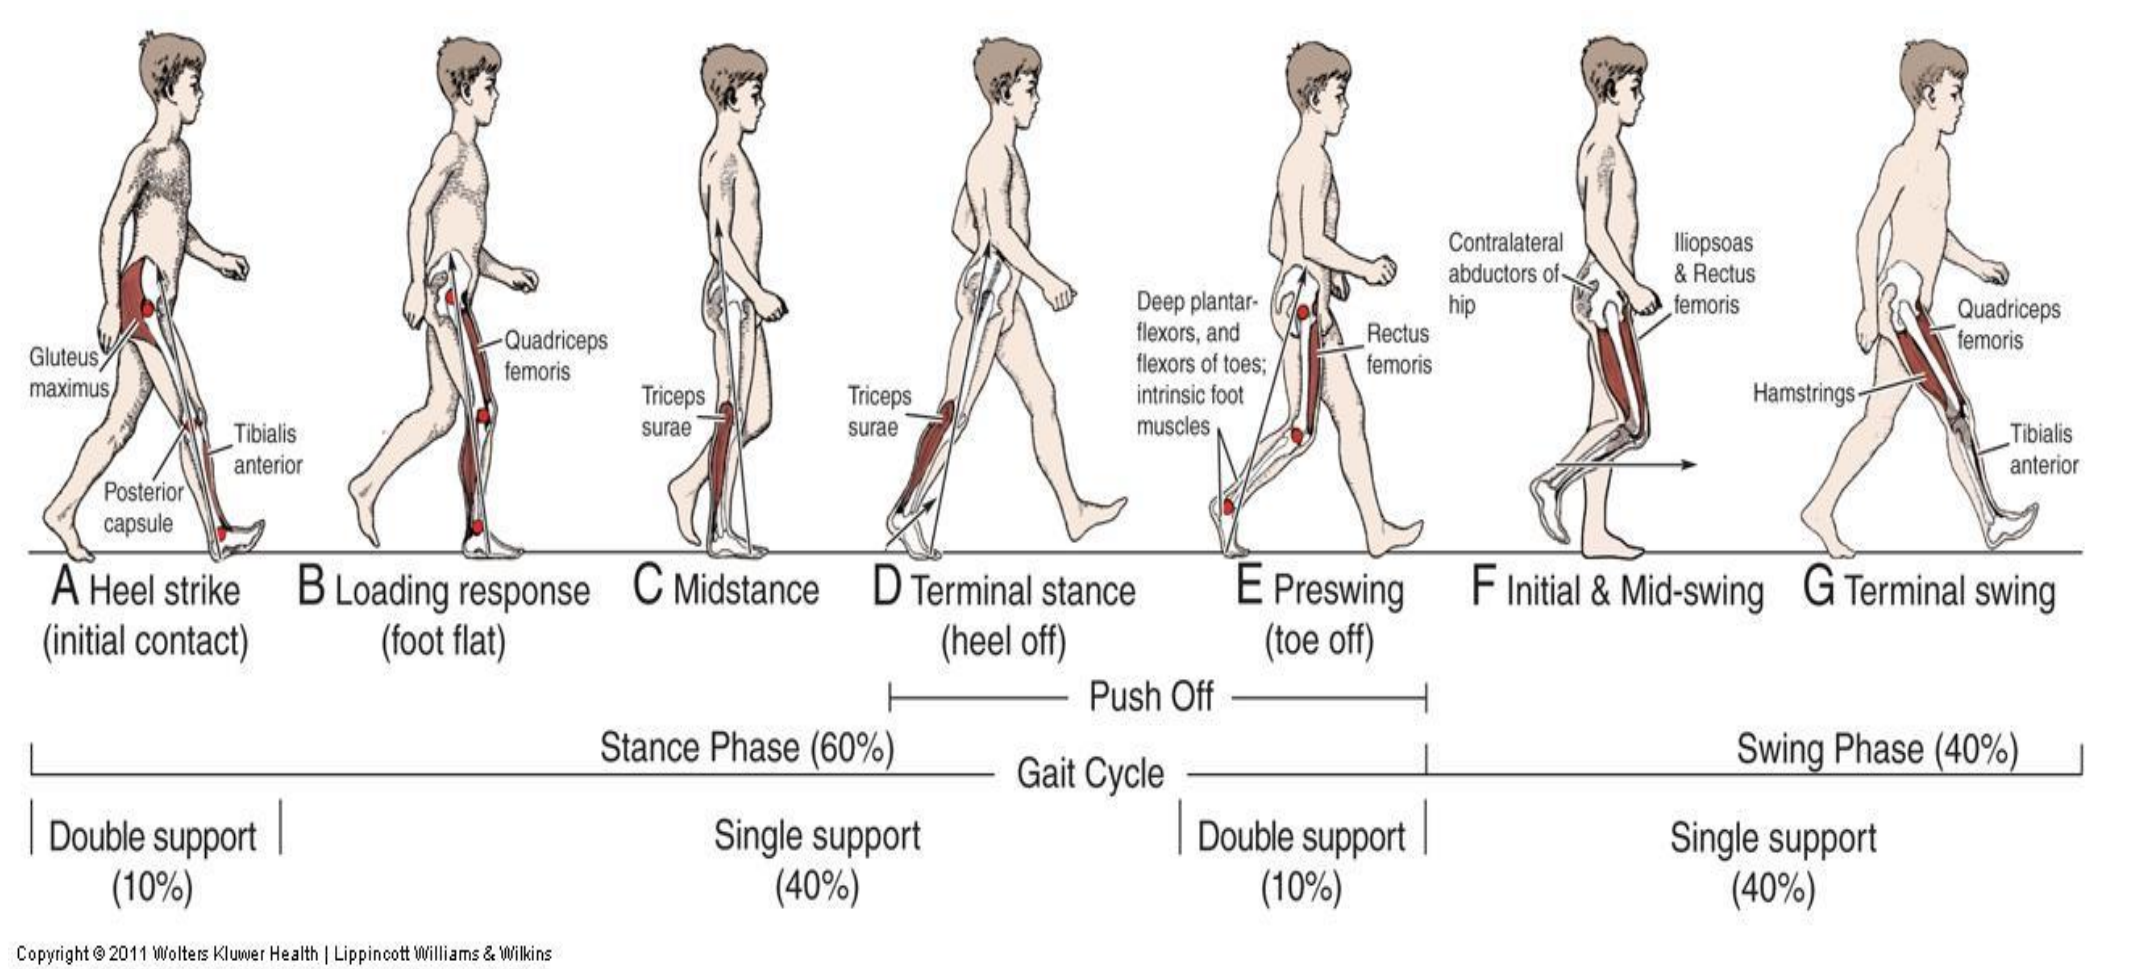 Gluteus
maximus
Posterior
capsule
Tibialis
anterior
Quadriceps
femoris
Triceps
surae
Triceps
surae
Deep plantar-
flexors, and
flexors of toes;
intrinsic foot
muscles
Rectus
femoris
Contralateral
abductors of
hip
Iliopsoas
& Rectus
femoris
Quadriceps
femoris
Hamstrings
Tibialis
anterior
A Heel strike
(initial contact)
B Loading response
(foot flat)
C Midstance
D Terminal stance
(heel off)
E Preswing
(toe off)
F Initial & Mid-swing
G Terminal swing
Push Off
Stance Phase (60%)
Swing Phase (40%)
Gait Cycle
Double support
(10%)
Single support
(40%)
Double support
(10%)
Single support
(40%)
Copyright © 2011 Wolters Kluwer Health | Lippincott Williams & Wilkins